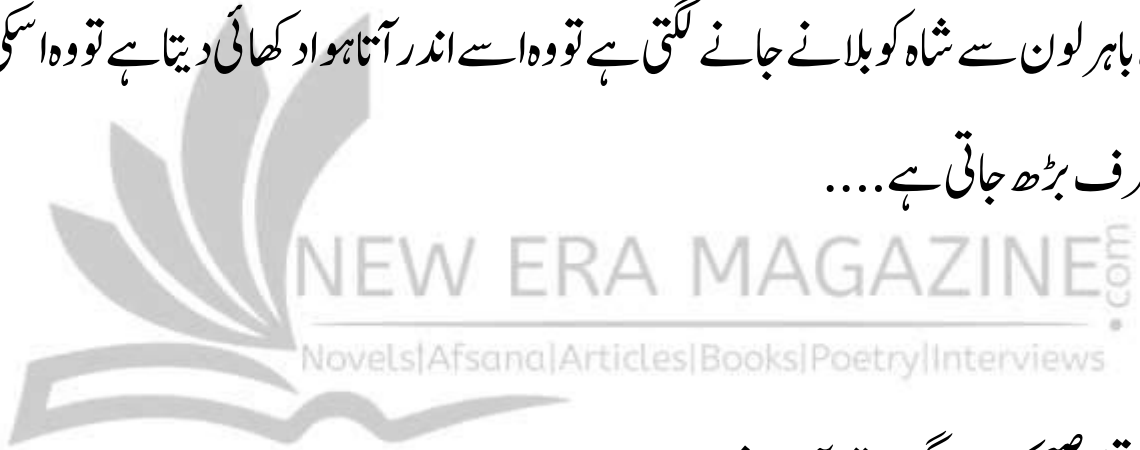 باہر لون سے شاہ کو بلانے جانے لگتی ہے تو وہ اسے اندر آتا ہوا دکھائی دیتا ہے تو وہ اسکی
بڑھ جاتی ہے....
NEW ERA MAGAZINE.com
Novels|Afsana|Articles|Books|Poetry|Interviews